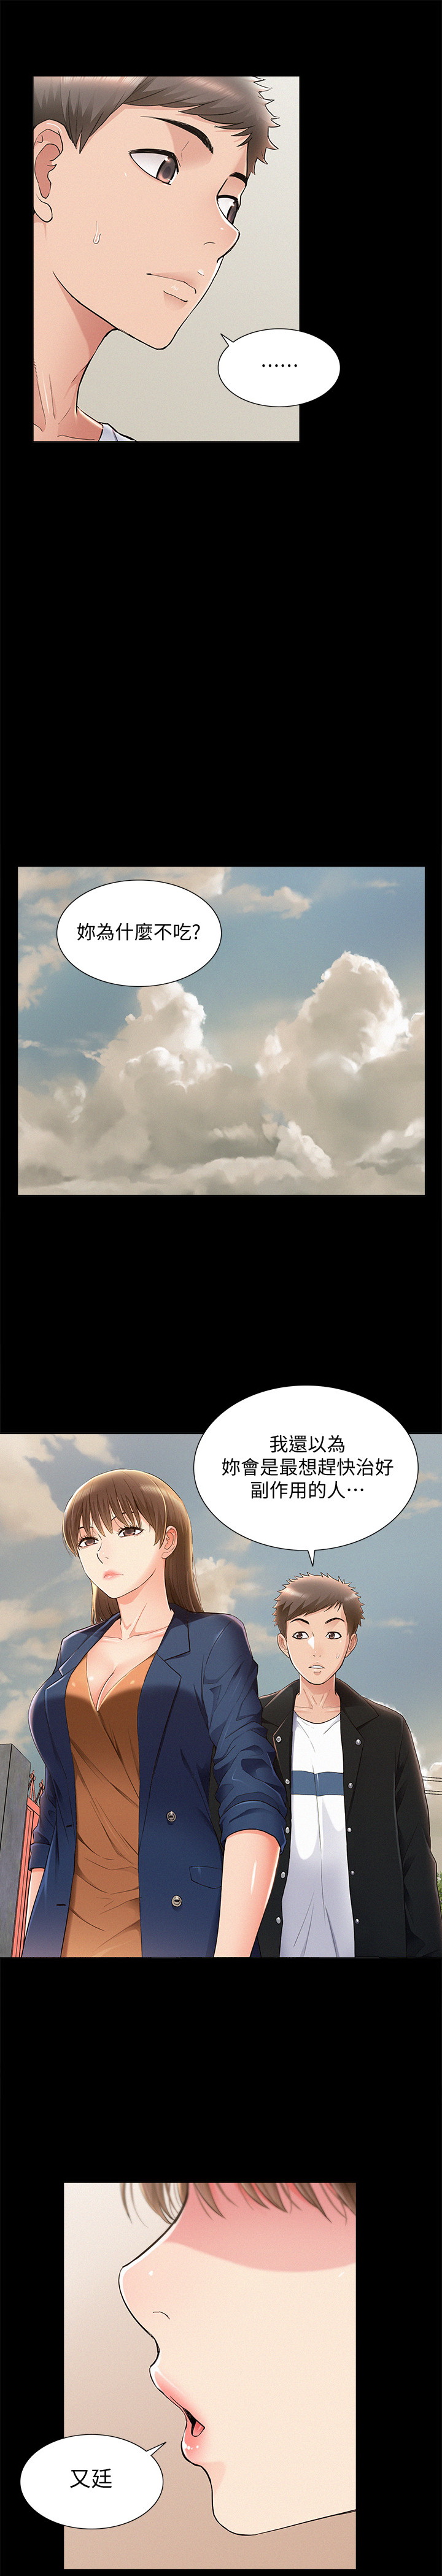 ⋯⋯
妳為什麼不吃?
我還以為
妳會是最想趕快治好
副作用的人⋯
又廷